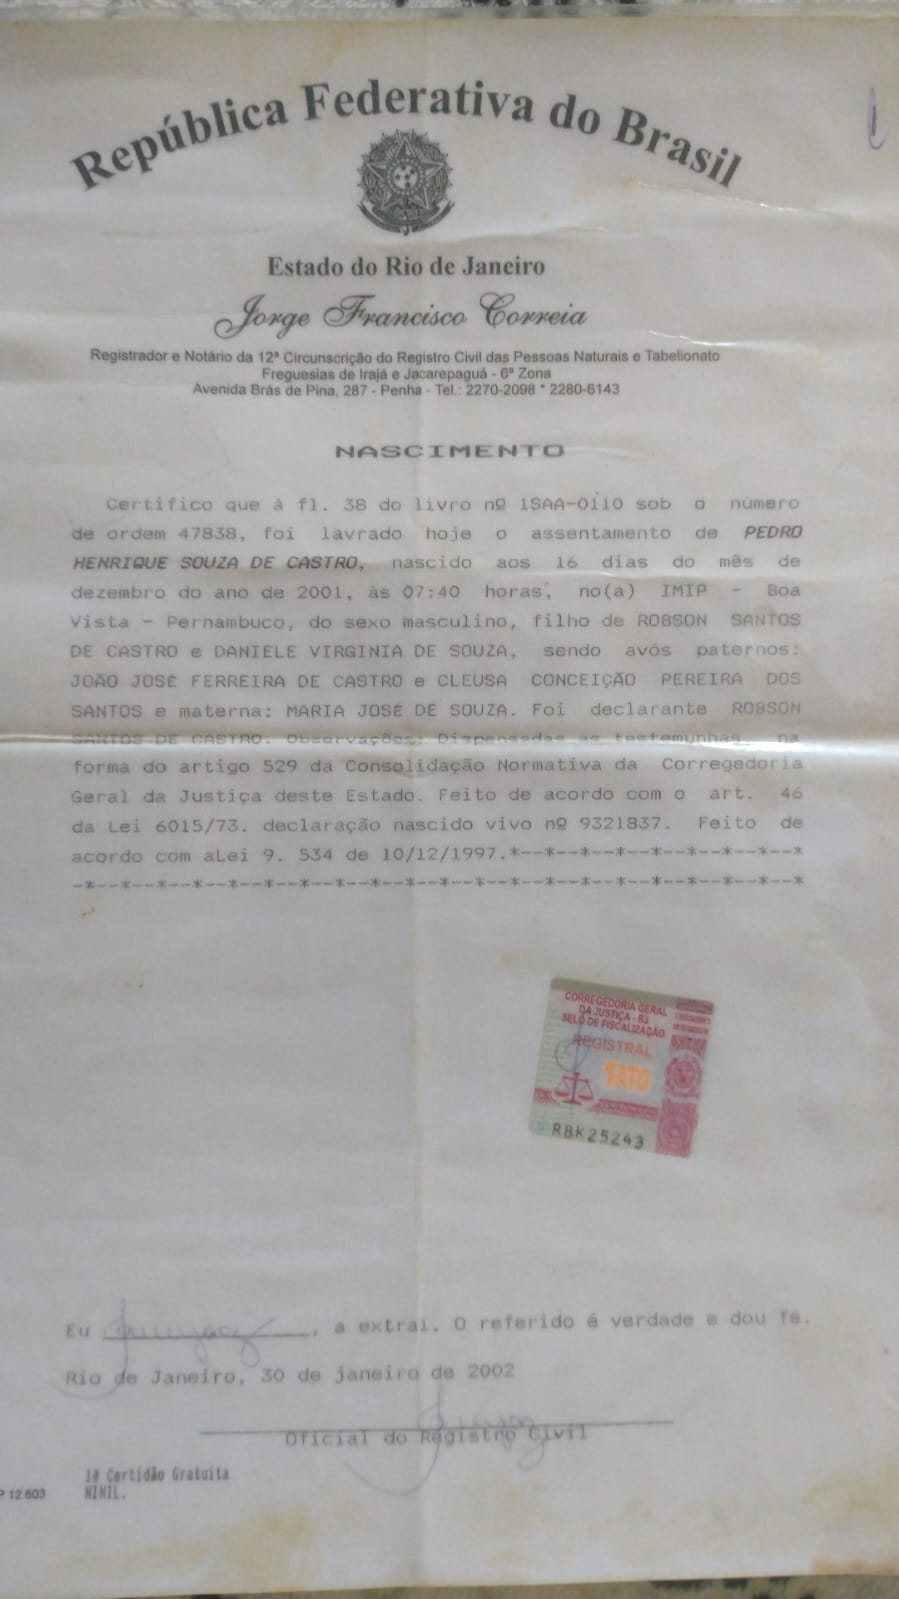 República Federativa do Brasil
Estado do Rio de Janeiro
Jorge Francisco Correia
Registrador e Notário da 12ª Circunscrição do Registro Civil das Pessoas Naturais e Tabelionato
Freguesias de Irajá e Jacarepaguá - 6ª Zona
Avenida Brás de Pina, 287 - Penha - Tel.: 2270-2098 * 2280-6143
NASCIMENTO
Certifico que à fl. 38 do livro nº 1SAA-0110 sob o número
de ordem 47838, foi lavrado hoje o assentamento de PEDRO
HENRIQUE SOUZA DE CASTRO, nascido aos 16 dias do mês de
dezembro do ano de 2001, às 07:40 horas, no(a) IMIP - Boa
Vista - Pernambuco, do sexo masculino, filho de ROBSON SANTOS
DE CASTRO e DANIELE VIRGINIA DE SOUZA, sendo avós paternos:
JOÃO JOSÉ FERREIRA DE CASTRO e CLEUSA CONCEIÇÃO PEREIRA DOS
SANTOS e materna: MARIA JOSÉ DE SOUZA. Foi declarante ROBSON
SANTOS DE CASTRO. Observações: Dispensadas as testemunhas, na
forma do artigo 529 da Consolidação Normativa da Corregedoria
Geral da Justiça deste Estado. Feito de acordo com o art. 46
da Lei 6015/73. declaração nascido vivo nº 9321837. Feito de
acordo com aLei 9. 534 de 10/12/1997.*--*--*--*--*--*--*--*--*
-*--*--*--*--*--*--*--*--*--*--*--*--*--*--*--*--*--*--*--*--*
CORREGEDORIA GERAL
DA JUSTIÇA - RJ
SELO DE FISCALIZAÇÃO
REGISTRAL
1ATO
RBK25243
Eu , a extraí. O referido é verdade e dou fé.
Rio de Janeiro, 30 de janeiro de 2002
Oficial do Registro Civil
1ª Certidão Gratuita
NIHIL.
P 12.603